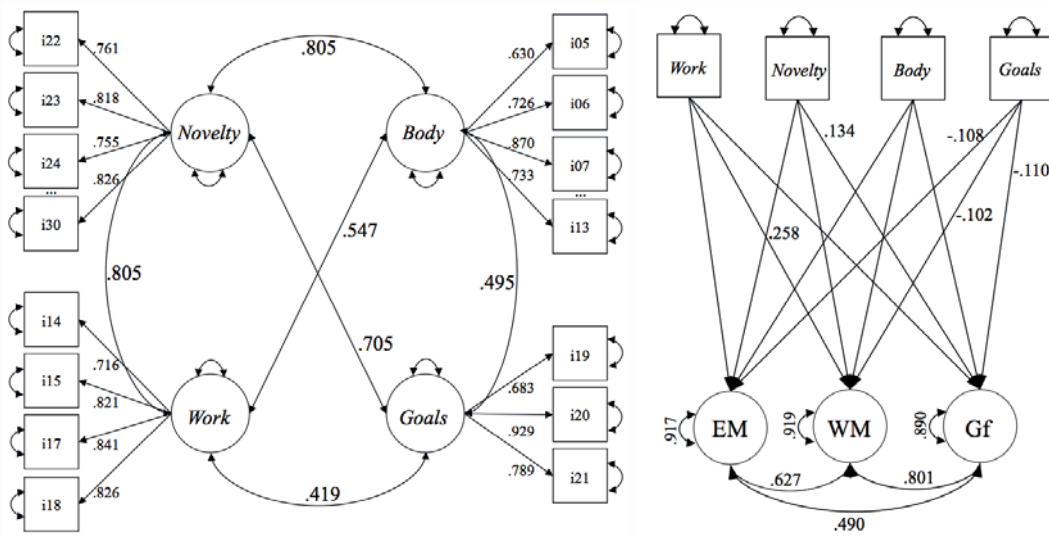 i22
i23
i24
...
i30
.761
.818
.755
.826
Novelty
.805
Body
.630
.726
.870
.733
i05
i06
i07
...
i13
.805
.547
.495
.705
i14
i15
i17
i18
.716
.821
.841
.826
Work
.419
Goals
.683
.929
.789
i19
i20
i21
Work
Novelty
Body
Goals
.134
-.108
-.110
.258
-.102
.917
EM
.919
WM
.890
Gf
.627
.801
.490